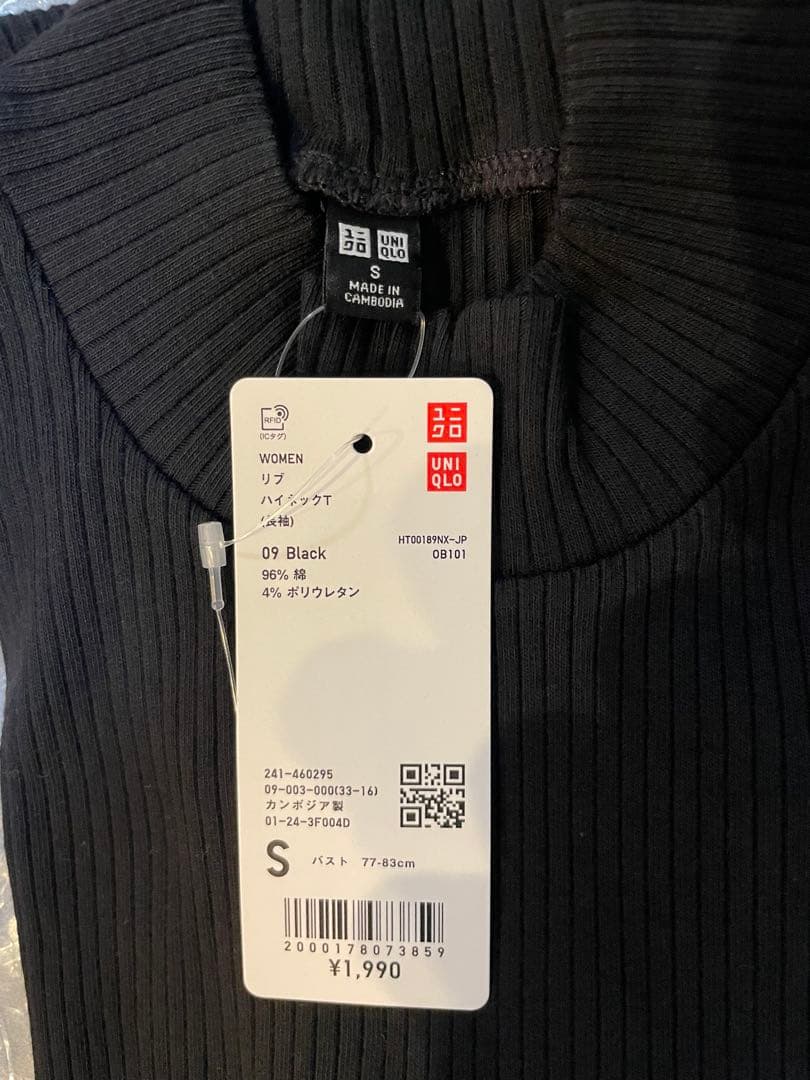 ユニ
クロ
UNI
QLO
S
MADE IN
CAMBODIA
RFID
(ICタグ)
ユニ
クロ
UNI
QLO
WOMEN
リブ
ハイネックT
(長袖)
09 Black
HT00189NX-JP
OB101
96% 綿
4% ポリウレタン
241-460295
09-003-000(33-16)
カンボジア製
01-24-3F004D
S バスト 77-83cm
2000178073859
¥1,990